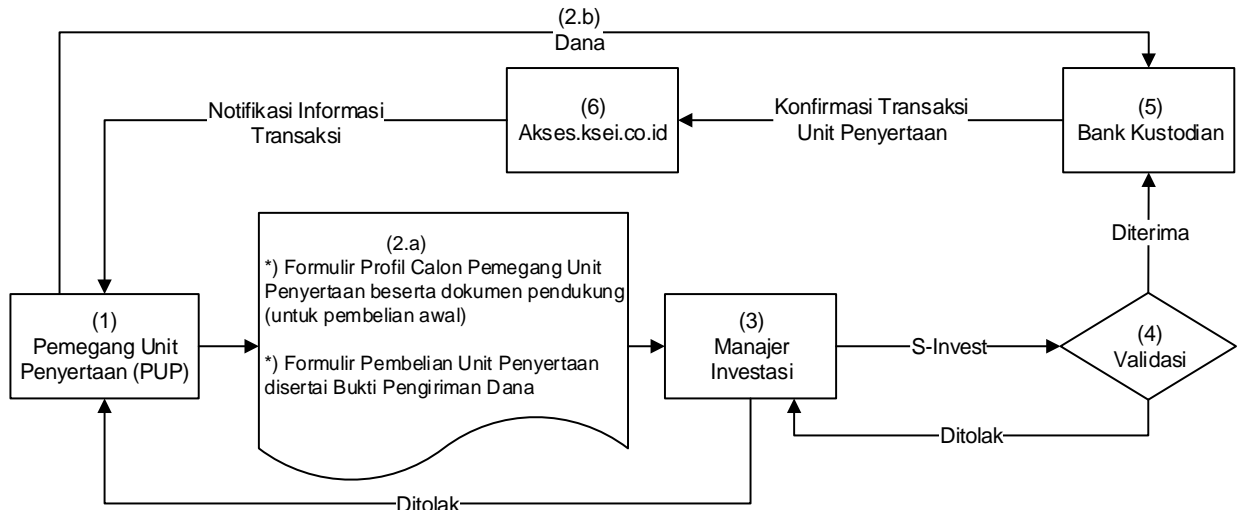 (2.b)
Dana
Notifikasi Informasi
Transaksi
(6)
Akses.ksei.co.id
Konfirmasi Transaksi
Unit Penyertaan
(5)
Bank Kustodian
(2.a)
*) Formulir Profil Calon Pemegang Unit
Penyertaan beserta dokumen pendukung
(untuk pembelian awal)
*) Formulir Pembelian Unit Penyertaan
disertai Bukti Pengiriman Dana
Diterima
(1)
Pemegang Unit
Penyertaan (PUP)
(3)
Manajer
Investasi
S-Invest
(4)
Validasi
Ditolak
Ditolak